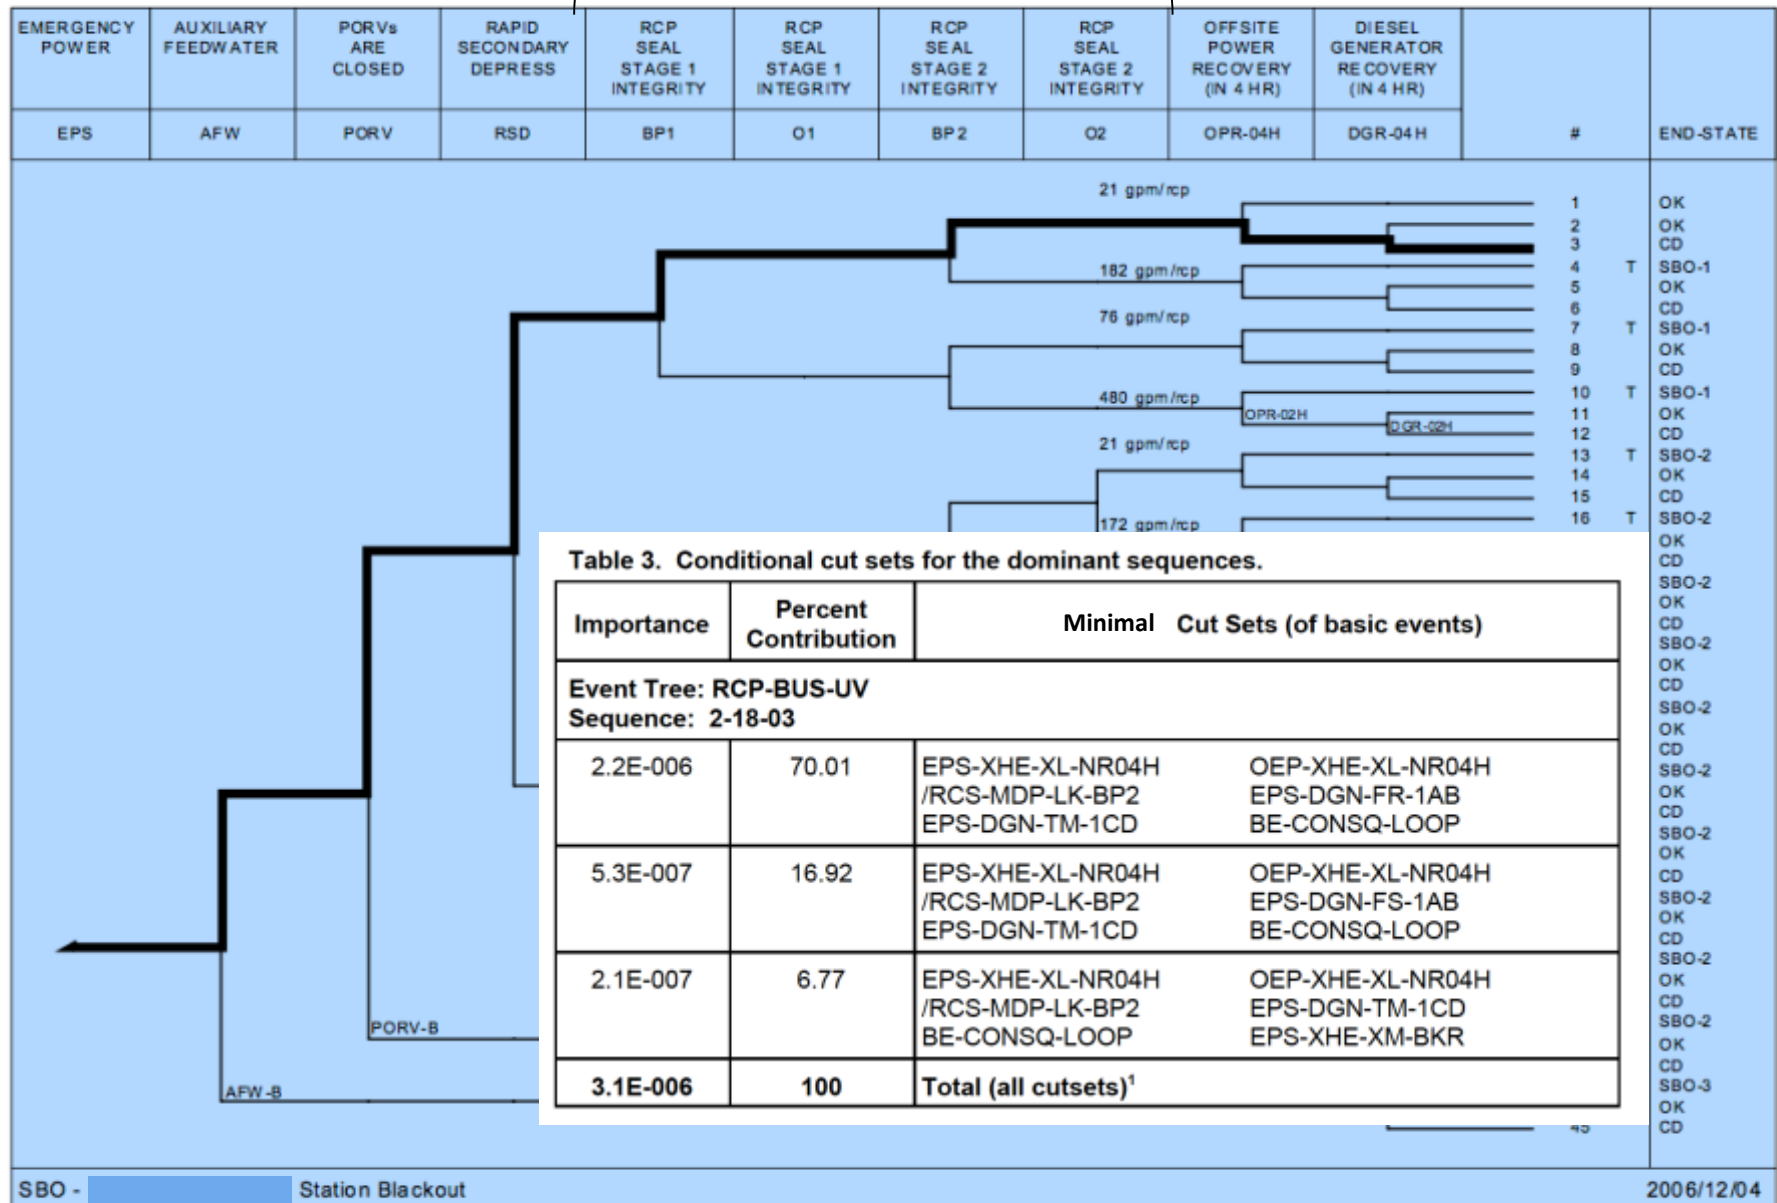 EMERGENCY POWER
AUXILIARY FEEDWATER
PORVs ARE CLOSED
RAPID SECONDARY DEPRESS
RCP SEAL STAGE 1 INTEGRITY
RCP SEAL STAGE 1 INTEGRITY
RCP SEAL STAGE 2 INTEGRITY
RCP SEAL STAGE 2 INTEGRITY
OFFSITE POWER RECOVERY (IN 4 HR)
DIESEL GENERATOR RECOVERY (IN 4 HR)
EPS AFW PORV RSD BP1 O1 BP2 O2 OPR-04H DGR-04H # END-STATE
21 gpm/rcp
1 OK
2 OK
3 CD
182 gpm/rcp
4 T SBO-1
5 OK
6 CD
76 gpm/rcp
7 T SBO-1
8 OK
9 CD
480 gpm/rcp
10 T SBO-1
OPR-02H
11 OK
DGR-02H
12 CD
21 gpm/rcp
13 T SBO-2
14 OK
15 CD
172 gpm/rcp
16 T SBO-2
OK
CD
SBO-2
OK
CD
SBO-2
OK
CD
SBO-2
OK
CD
SBO-2
OK
CD
SBO-2
OK
CD
SBO-2
OK
CD
SBO-2
OK
CD
SBO-2
OK
CD
SBO-3
OK
45 CD
PORV-B
AFW-B
Table 3. Conditional cut sets for the dominant sequences.
Importance
Percent Contribution
Minimal Cut Sets (of basic events)
Event Tree: RCP-BUS-UV
Sequence: 2-18-03
2.2E-006 70.01 EPS-XHE-XL-NR04H OEP-XHE-XL-NR04H
/RCS-MDP-LK-BP2 EPS-DGN-FR-1AB
EPS-DGN-TM-1CD BE-CONSQ-LOOP
5.3E-007 16.92 EPS-XHE-XL-NR04H OEP-XHE-XL-NR04H
/RCS-MDP-LK-BP2 EPS-DGN-FS-1AB
EPS-DGN-TM-1CD BE-CONSQ-LOOP
2.1E-007 6.77 EPS-XHE-XL-NR04H OEP-XHE-XL-NR04H
/RCS-MDP-LK-BP2 EPS-DGN-TM-1CD
BE-CONSQ-LOOP EPS-XHE-XM-BKR
3.1E-006 100 Total (all cutsets)¹
SBO - Station Blackout 2006/12/04